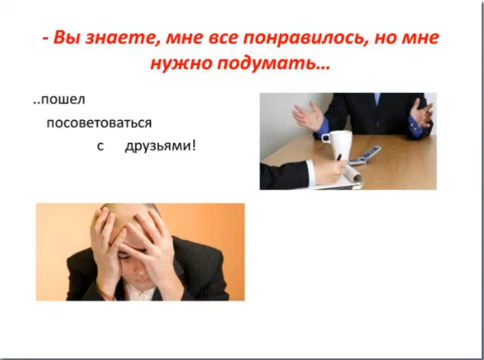 - Вы знаете, мне все понравилось, но мне
нужно подумать...
..пошел
посоветоваться
с друзьями!